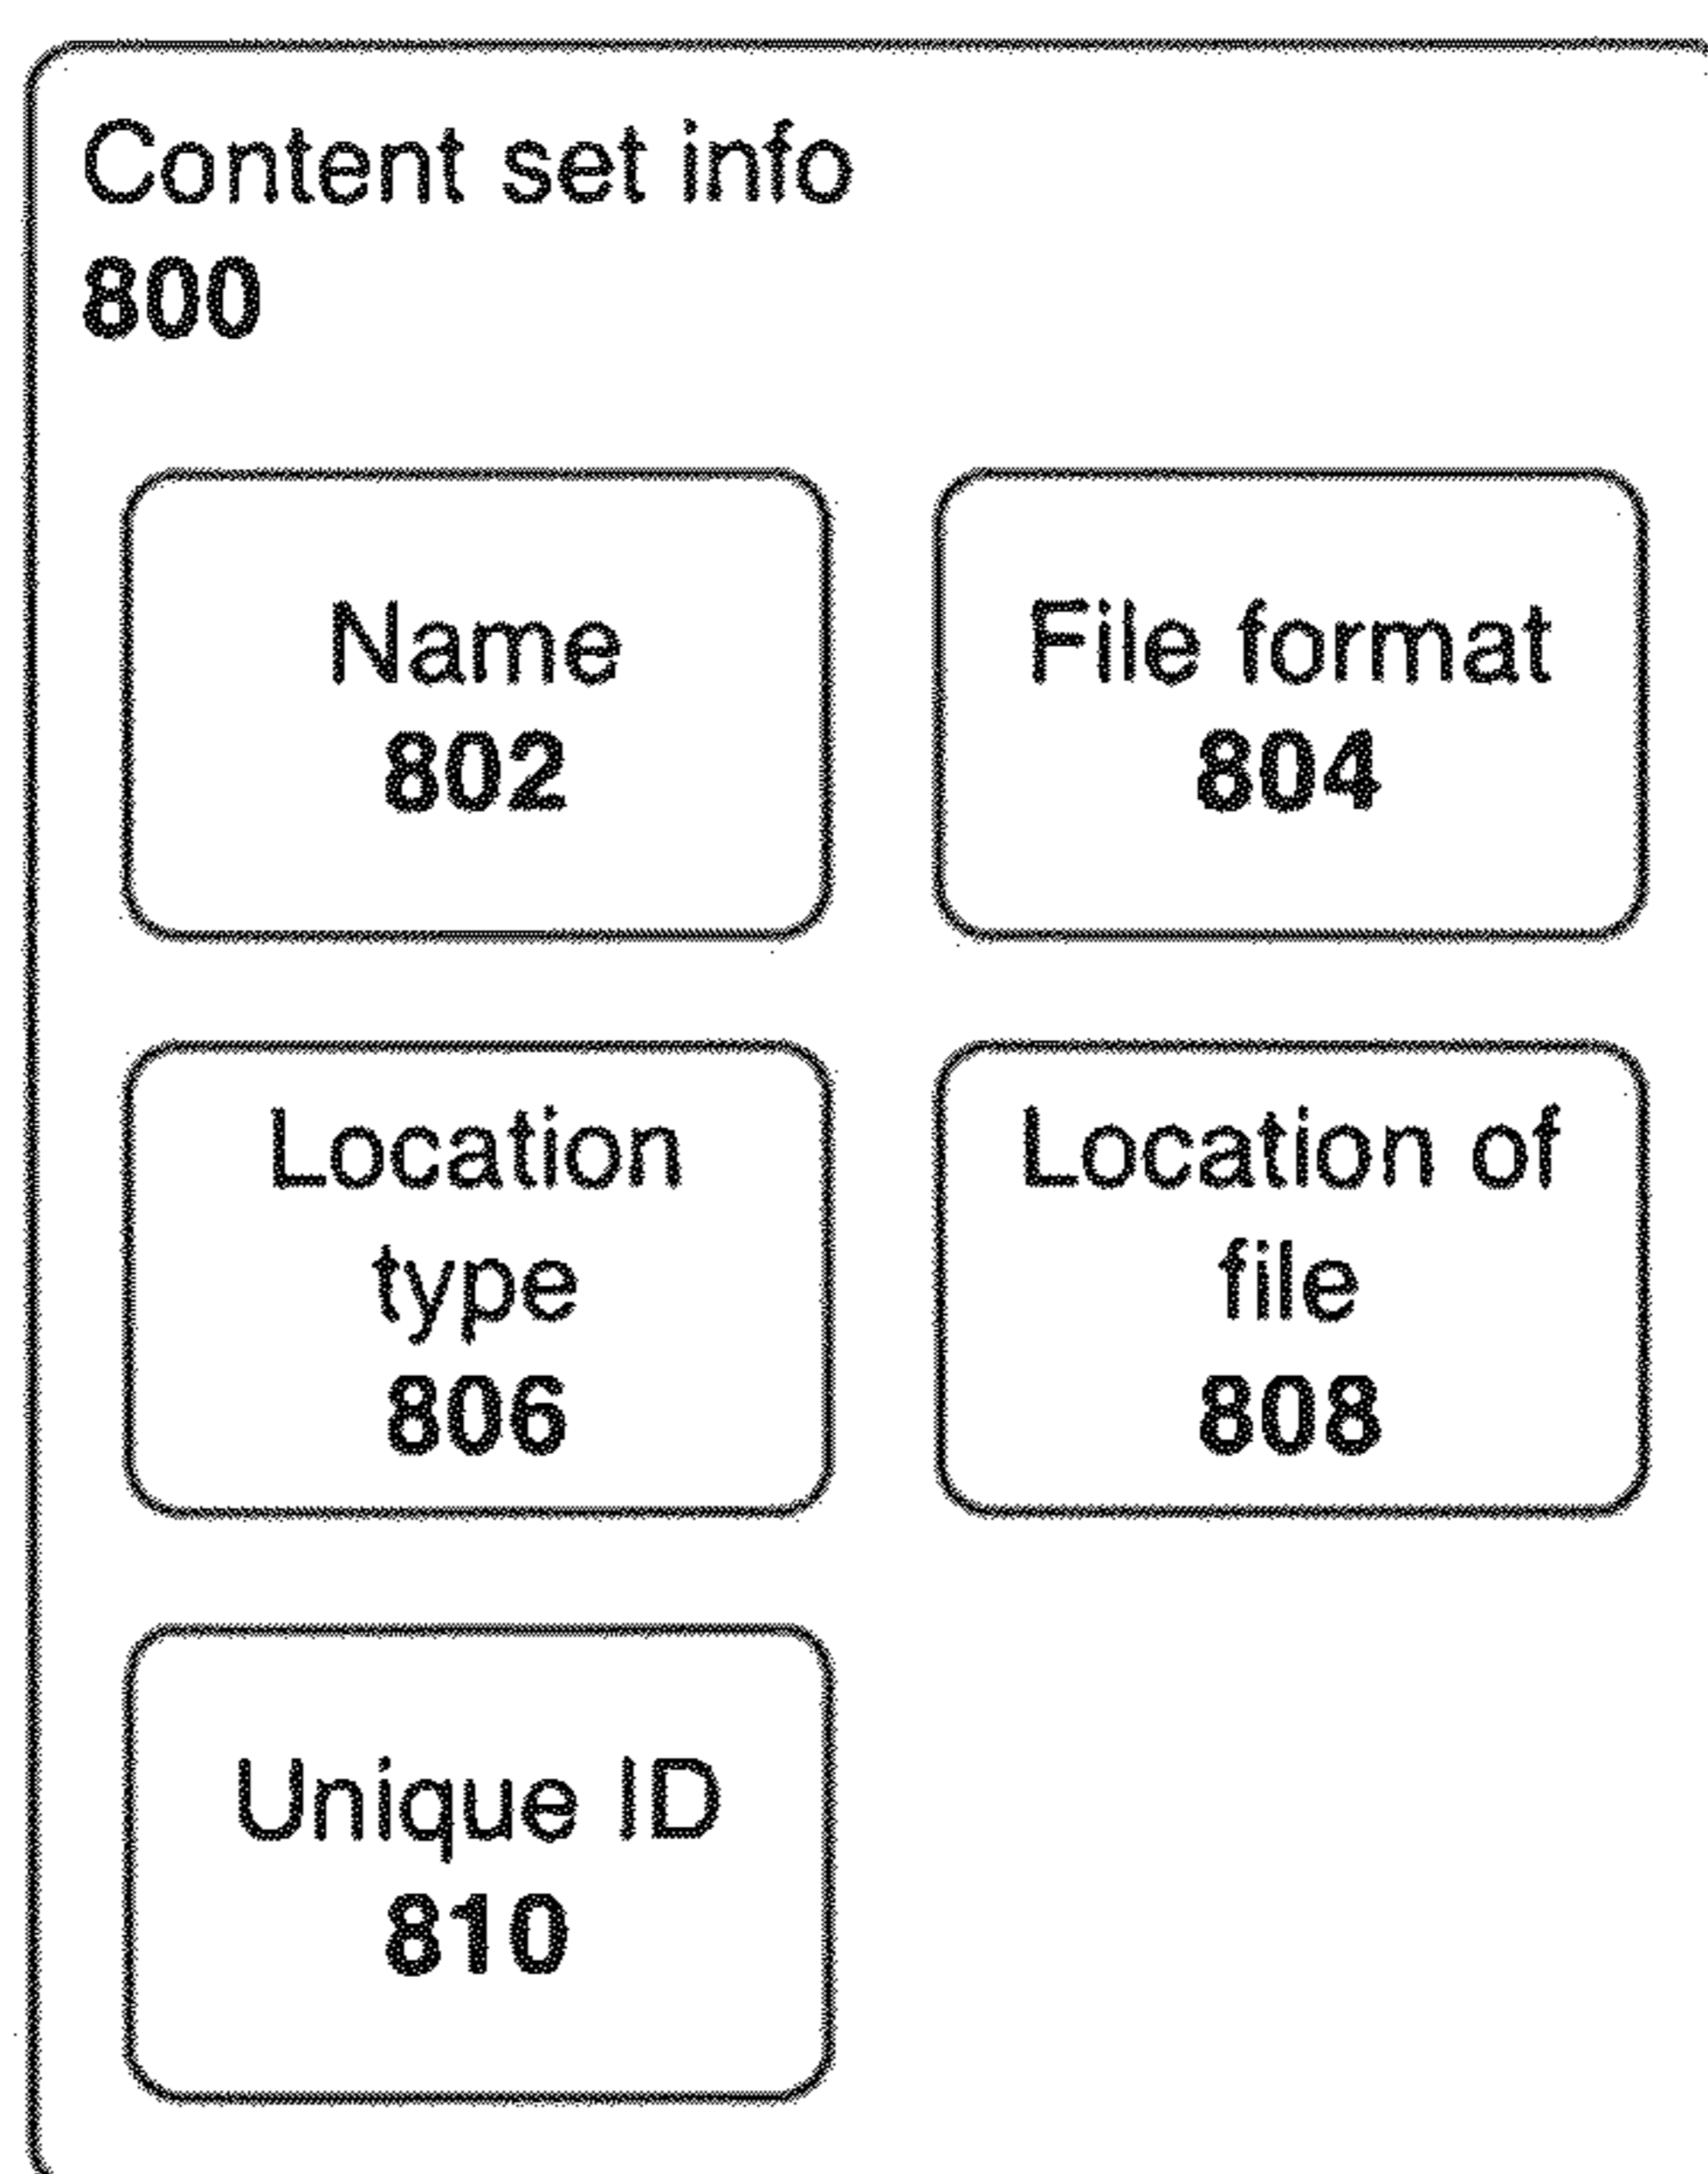 Content set info
800
Name
802
File format
804
Location
type
806
Location of
file
808
Unique ID
810